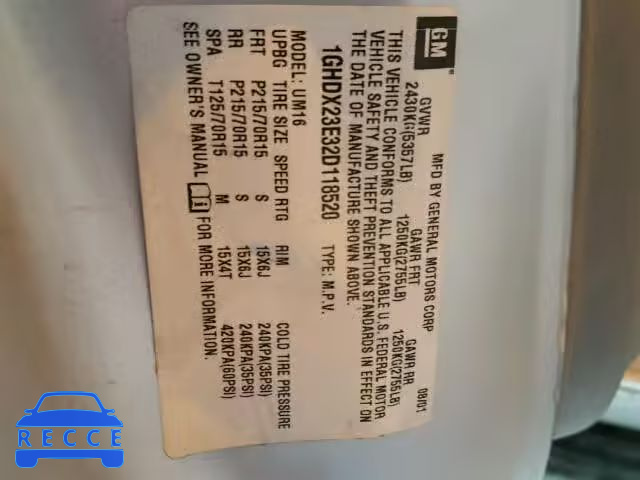 GM
MFD BY GENERAL MOTORS CORP 08/01
GVWR GAWR FRT GAWR RR
2430KG(5357LB) 1250KG(2755LB) 1250KG(2755LB)
THIS VEHICLE CONFORMS TO ALL APPLICABLE U.S. FEDERAL MOTOR
VEHICLE SAFETY AND THEFT PREVENTION STANDARDS IN EFFECT ON
THE DATE OF MANUFACTURE SHOWN ABOVE.
1GHDX23E32D118520 TYPE: M.P.V.
MODEL: UM16
UPBG TIRE SIZE SPEED RTG RIM COLD TIRE PRESSURE
FRT P215/70R15 S 15X6J 240KPA(35PSI)
RR P215/70R15 S 15X6J 240KPA(35PSI)
SPA T125/70R15 M 15X4T 420KPA(60PSI)
SEE OWNER'S MANUAL FOR MORE INFORMATION.
RECCE